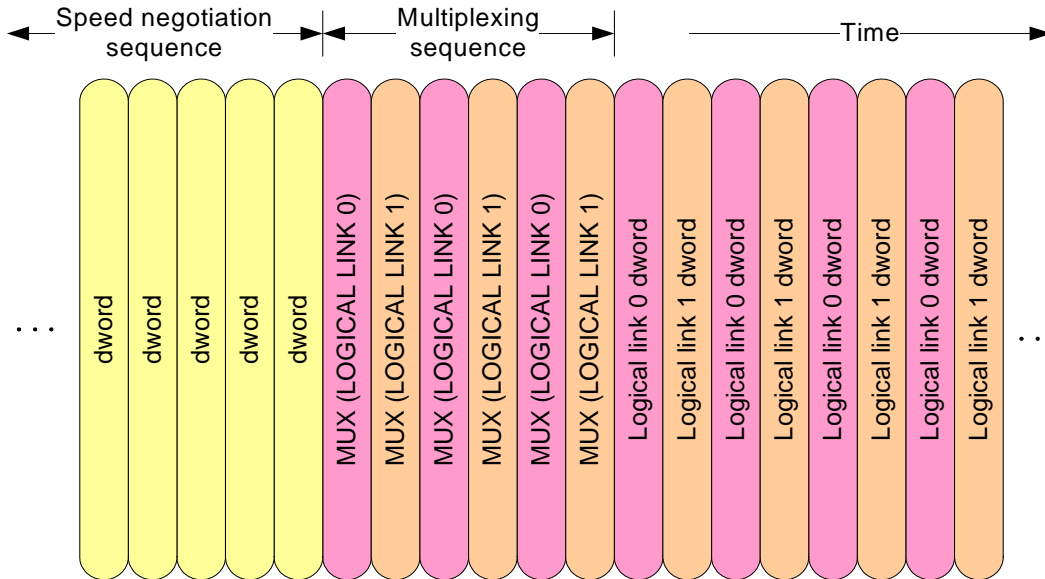 Speed negotiation
sequence
Multiplexing
sequence
Time
. . .
dword
dword
dword
dword
dword
MUX (LOGICAL LINK 0)
MUX (LOGICAL LINK 1)
MUX (LOGICAL LINK 0)
MUX (LOGICAL LINK 1)
MUX (LOGICAL LINK 0)
MUX (LOGICAL LINK 1)
Logical link 0 dword
Logical link 1 dword
Logical link 0 dword
Logical link 1 dword
Logical link 0 dword
Logical link 1 dword
Logical link 0 dword
Logical link 1 dword
. .